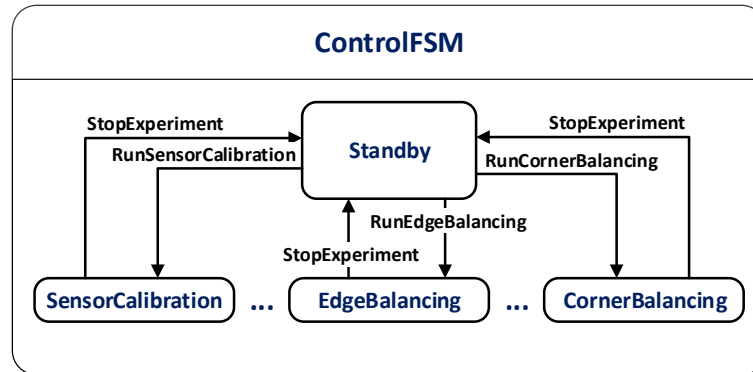 ControlFSM
StopExperiment
StopExperiment
Standby
RunSensorCalibration
RunCornerBalancing
RunEdgeBalancing
StopExperiment
SensorCalibration ... EdgeBalancing ... CornerBalancing